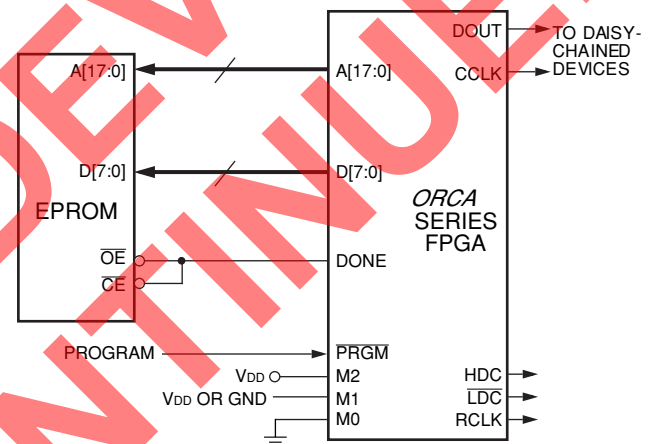 DOUT
TO DAISY-
CHAINED
DEVICES
A[17:0]
A[17:0]
CCLK
D[7:0]
D[7:0]
EPROM
ORCA
SERIES
FPGA
OE
DONE
CE
PROGRAM
PRGM
VDD
M2
HDC
VDD OR GND
M1
LDC
M0
RCLK